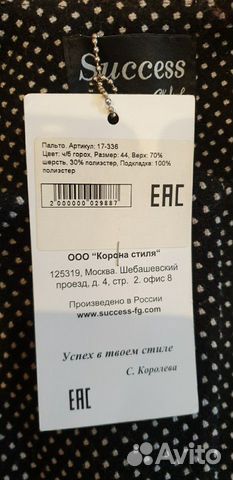 Success
Пальто. Артикул: 17-336
Цвет: ч/б горох, Размер: 44, Верх: 70%
шерсть, 30% полиэстер, Подкладка: 100%
полиэстер
2 000000 029887
EAC
ООО "Корона стиля"
125319, Москва. Шебашевский
проезд, д. 4, стр. 2. офис 8
Произведено в России
www.success-fg.com
Успех в твоем стиле
С. Королева
EAC
Avito